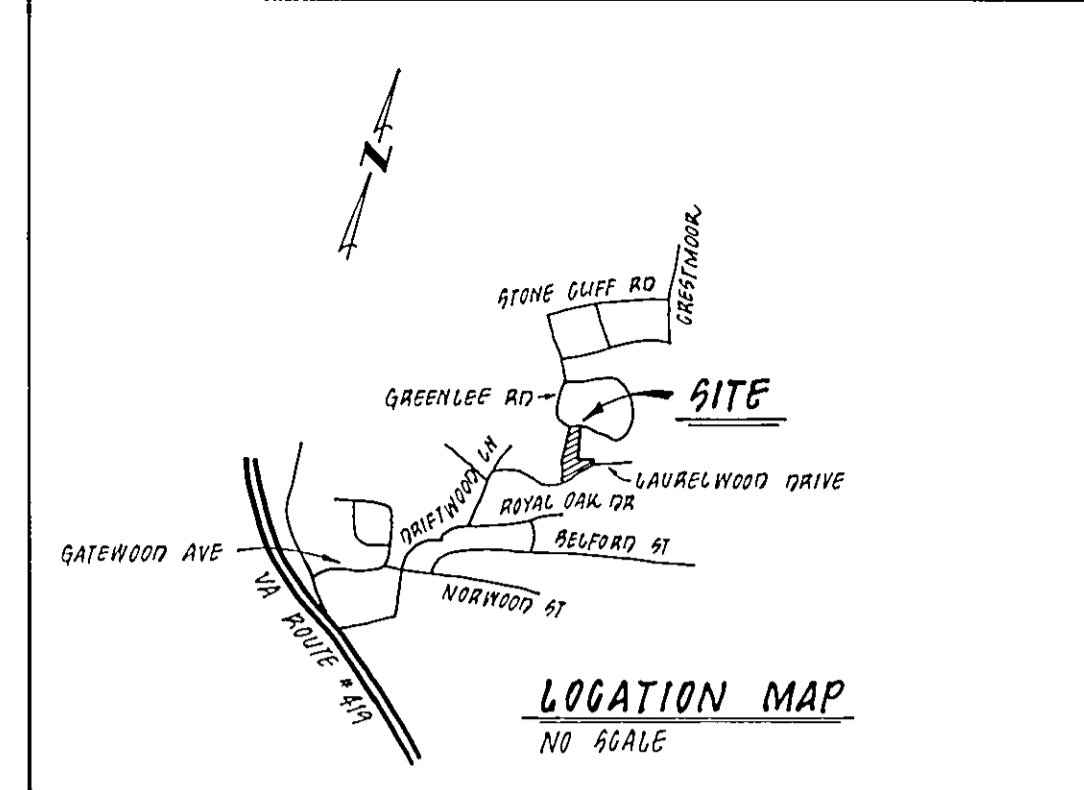 N
STONE CLIFF RD
CRESTMOOR
GREENLEE RD
SITE
LAURELWOOD DRIVE
DRIFTWOOD LN
ROYAL OAK DR
BELFORD ST
GATEWOOD AVE
NORWOOD ST
VA ROUTE #419
LOCATION MAP
NO SCALE